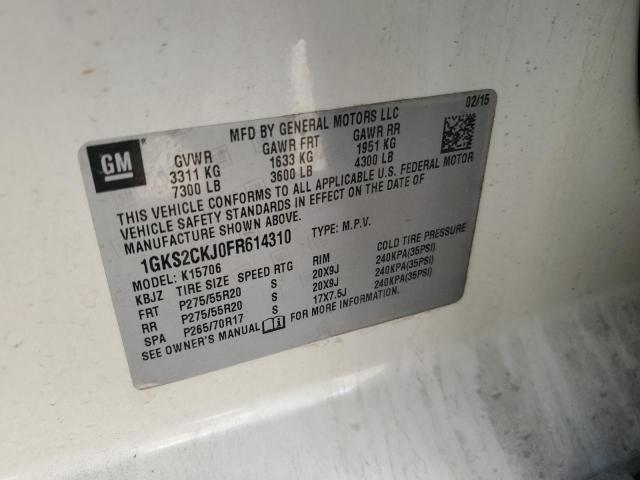 02/15
MFD BY GENERAL MOTORS LLC
GM
GVWR GAWR FRT GAWR RR
3311 KG 1633 KG 1951 KG
7300 LB 3600 LB 4300 LB
THIS VEHICLE CONFORMS TO ALL APPLICABLE U.S. FEDERAL MOTOR
VEHICLE SAFETY STANDARDS IN EFFECT ON THE DATE OF
MANUFACTURE SHOWN ABOVE.
1GKS2CKJ0FR614310 TYPE: M.P.V.
MODEL: K15706
KBJZ TIRE SIZE SPEED RTG RIM COLD TIRE PRESSURE
FRT P275/55R20 S 20X9J 240KPA(35PSI)
RR P275/55R20 S 20X9J 240KPA(35PSI)
SPA P265/70R17 S 17X7.5J 240KPA(35PSI)
SEE OWNER'S MANUAL FOR MORE INFORMATION.